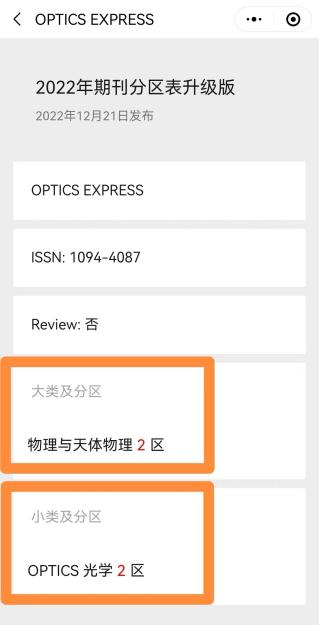 OPTICS EXPRESS
2022年期刊分区表升级版
2022年12月21日发布
OPTICS EXPRESS
ISSN: 1094-4087
Review: 否
大类及分区
物理与天体物理 2 区
小类及分区
OPTICS 光学 2 区